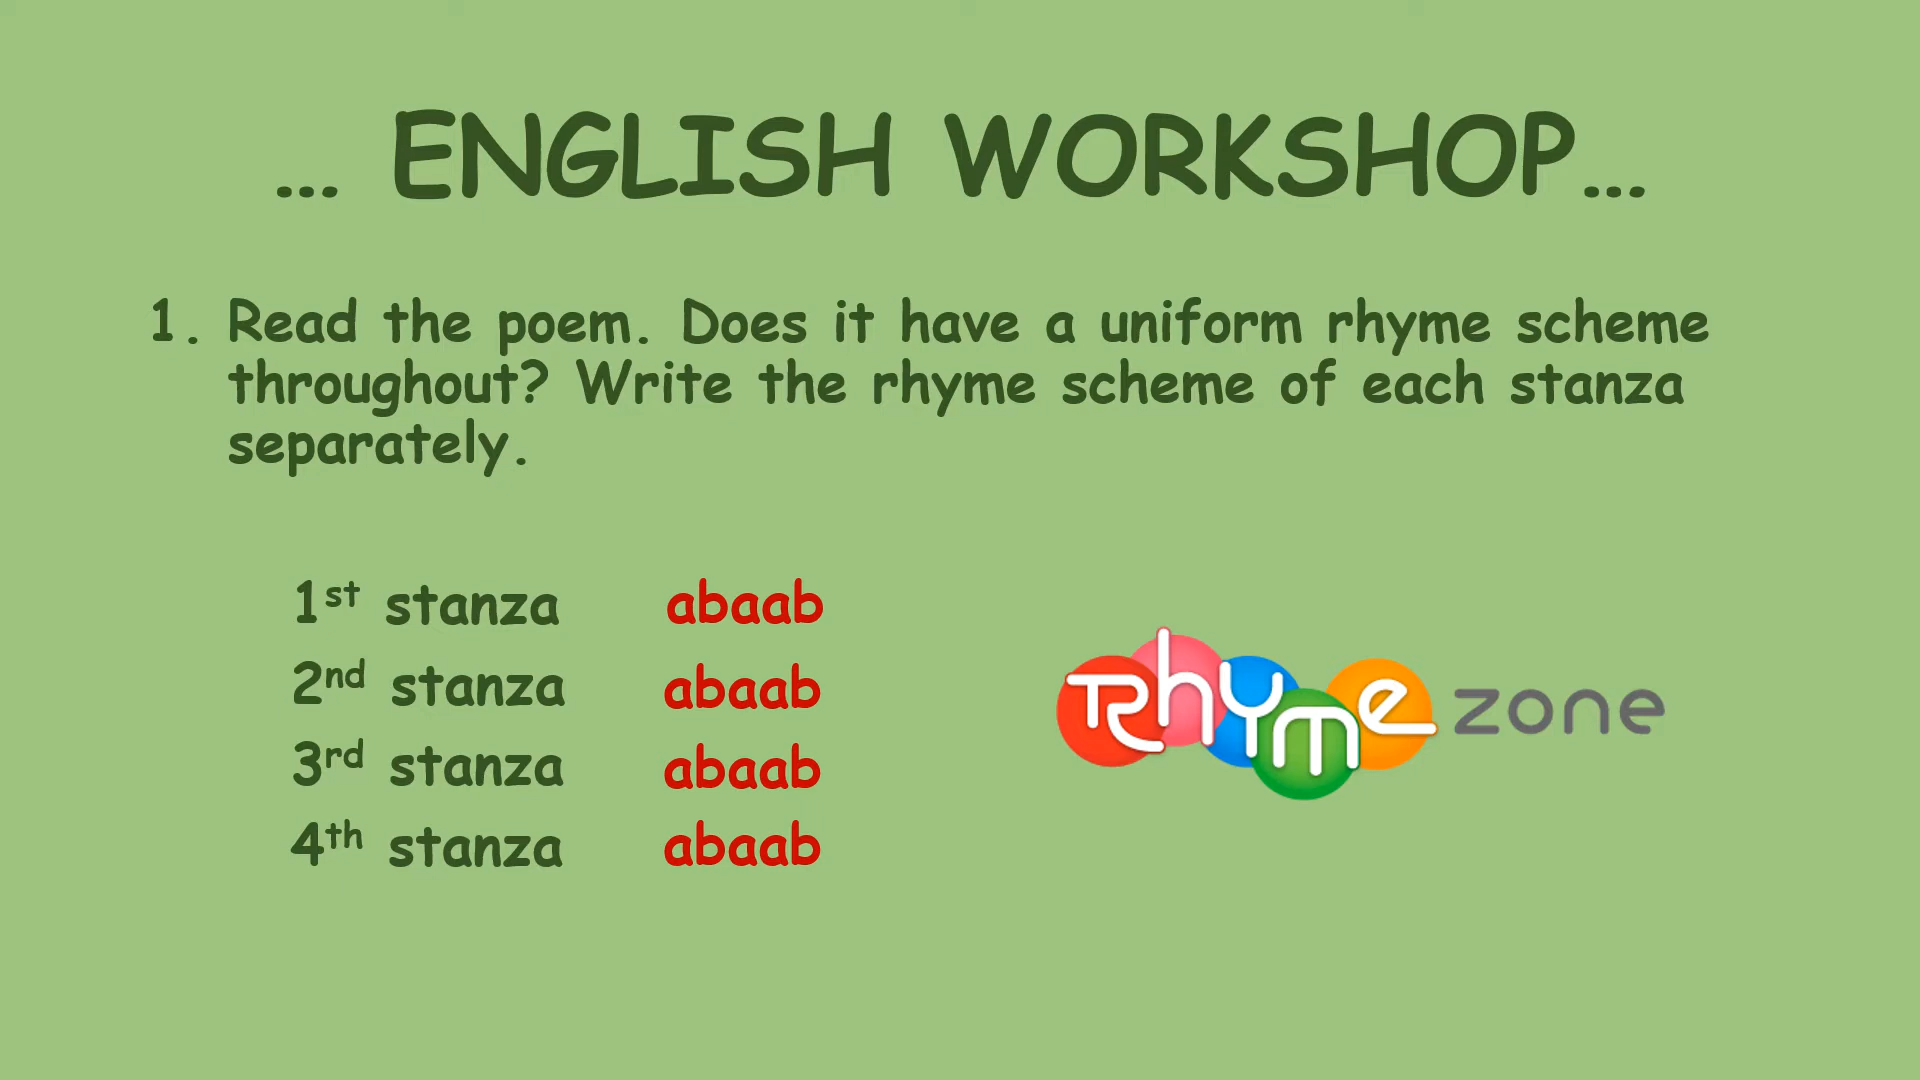 ... ENGLISH WORKSHOP...
1. Read the poem. Does it have a uniform rhyme scheme
throughout? Write the rhyme scheme of each stanza
separately.
1st stanza abaab
2nd stanza abaab
3rd stanza abaab
4th stanza abaab
Rhyme zone